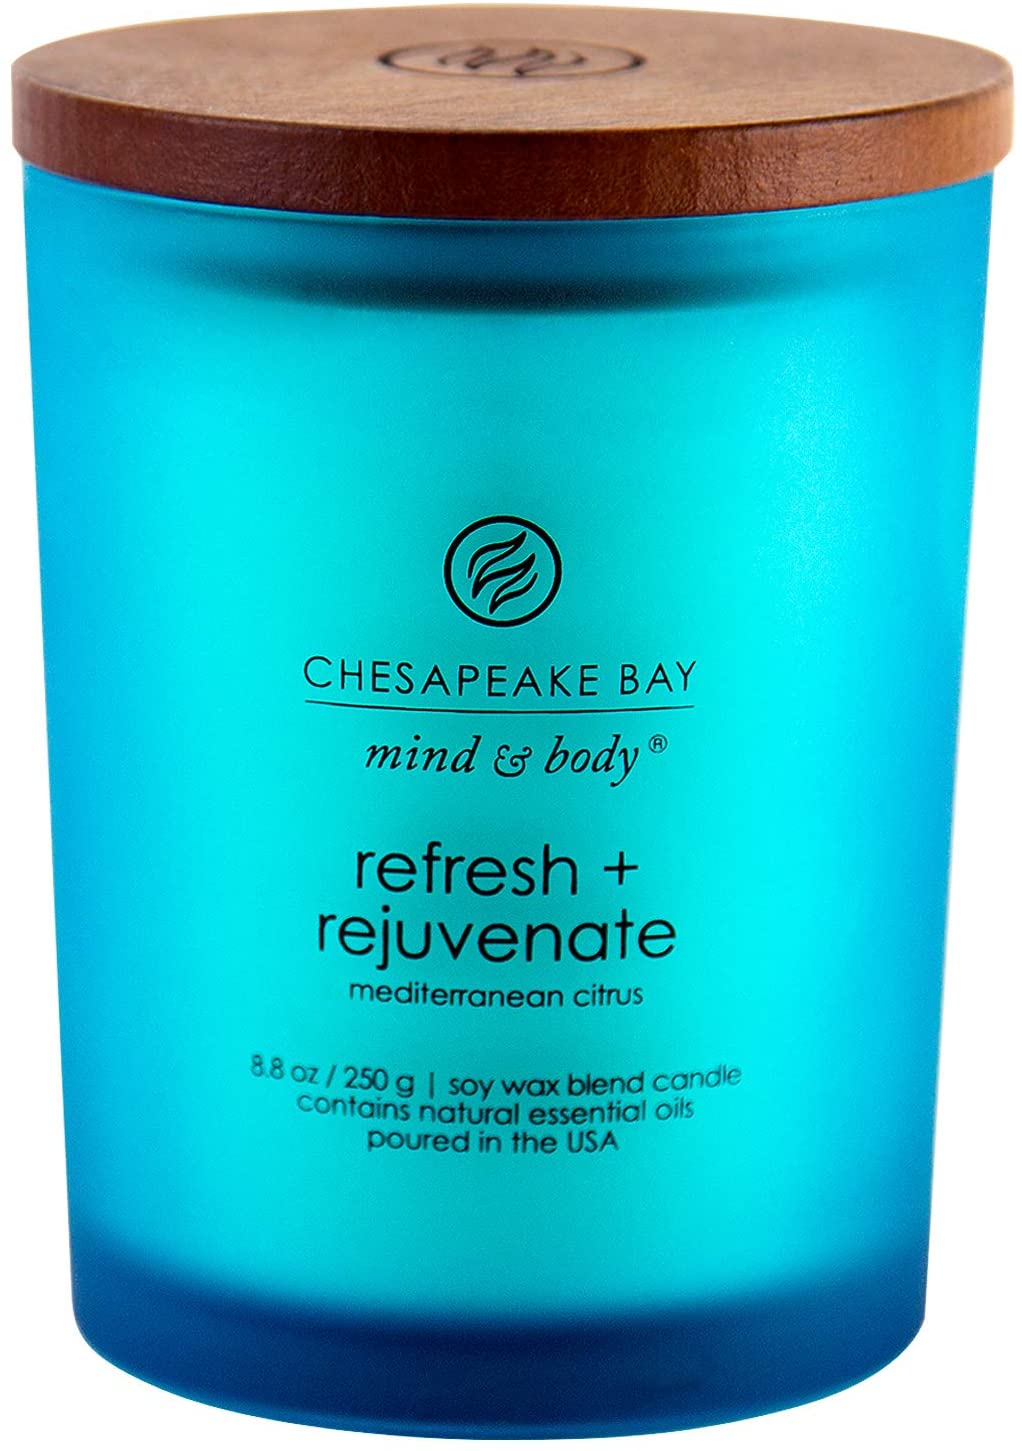 CHESAPEAKE BAY
mind & body®
refresh +
rejuvenate
mediterranean citrus
8.8 oz / 250 g | soy wax blend candle
contains natural essential oils
poured in the USA